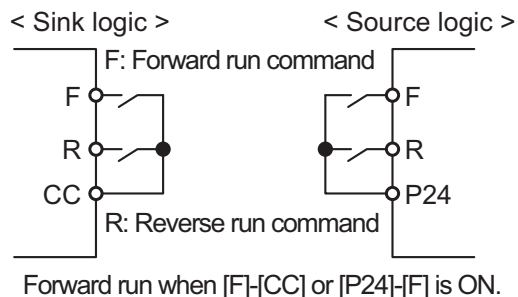 < Sink logic >
< Source logic >
F: Forward run command
F
F
R
R
CC
P24
R: Reverse run command
Forward run when [F]-[CC] or [P24]-[F] is ON.